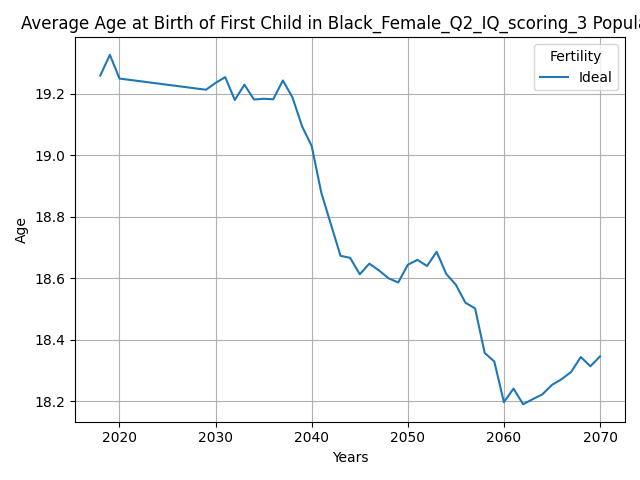 Average Age at Birth of First Child in Black_Female_Q2_IQ_scoring_3 Popula
Fertility
Ideal
19.2
19.0
18.8
18.6
18.4
18.2
Age
2020 2030 2040 2050 2060 2070
Years